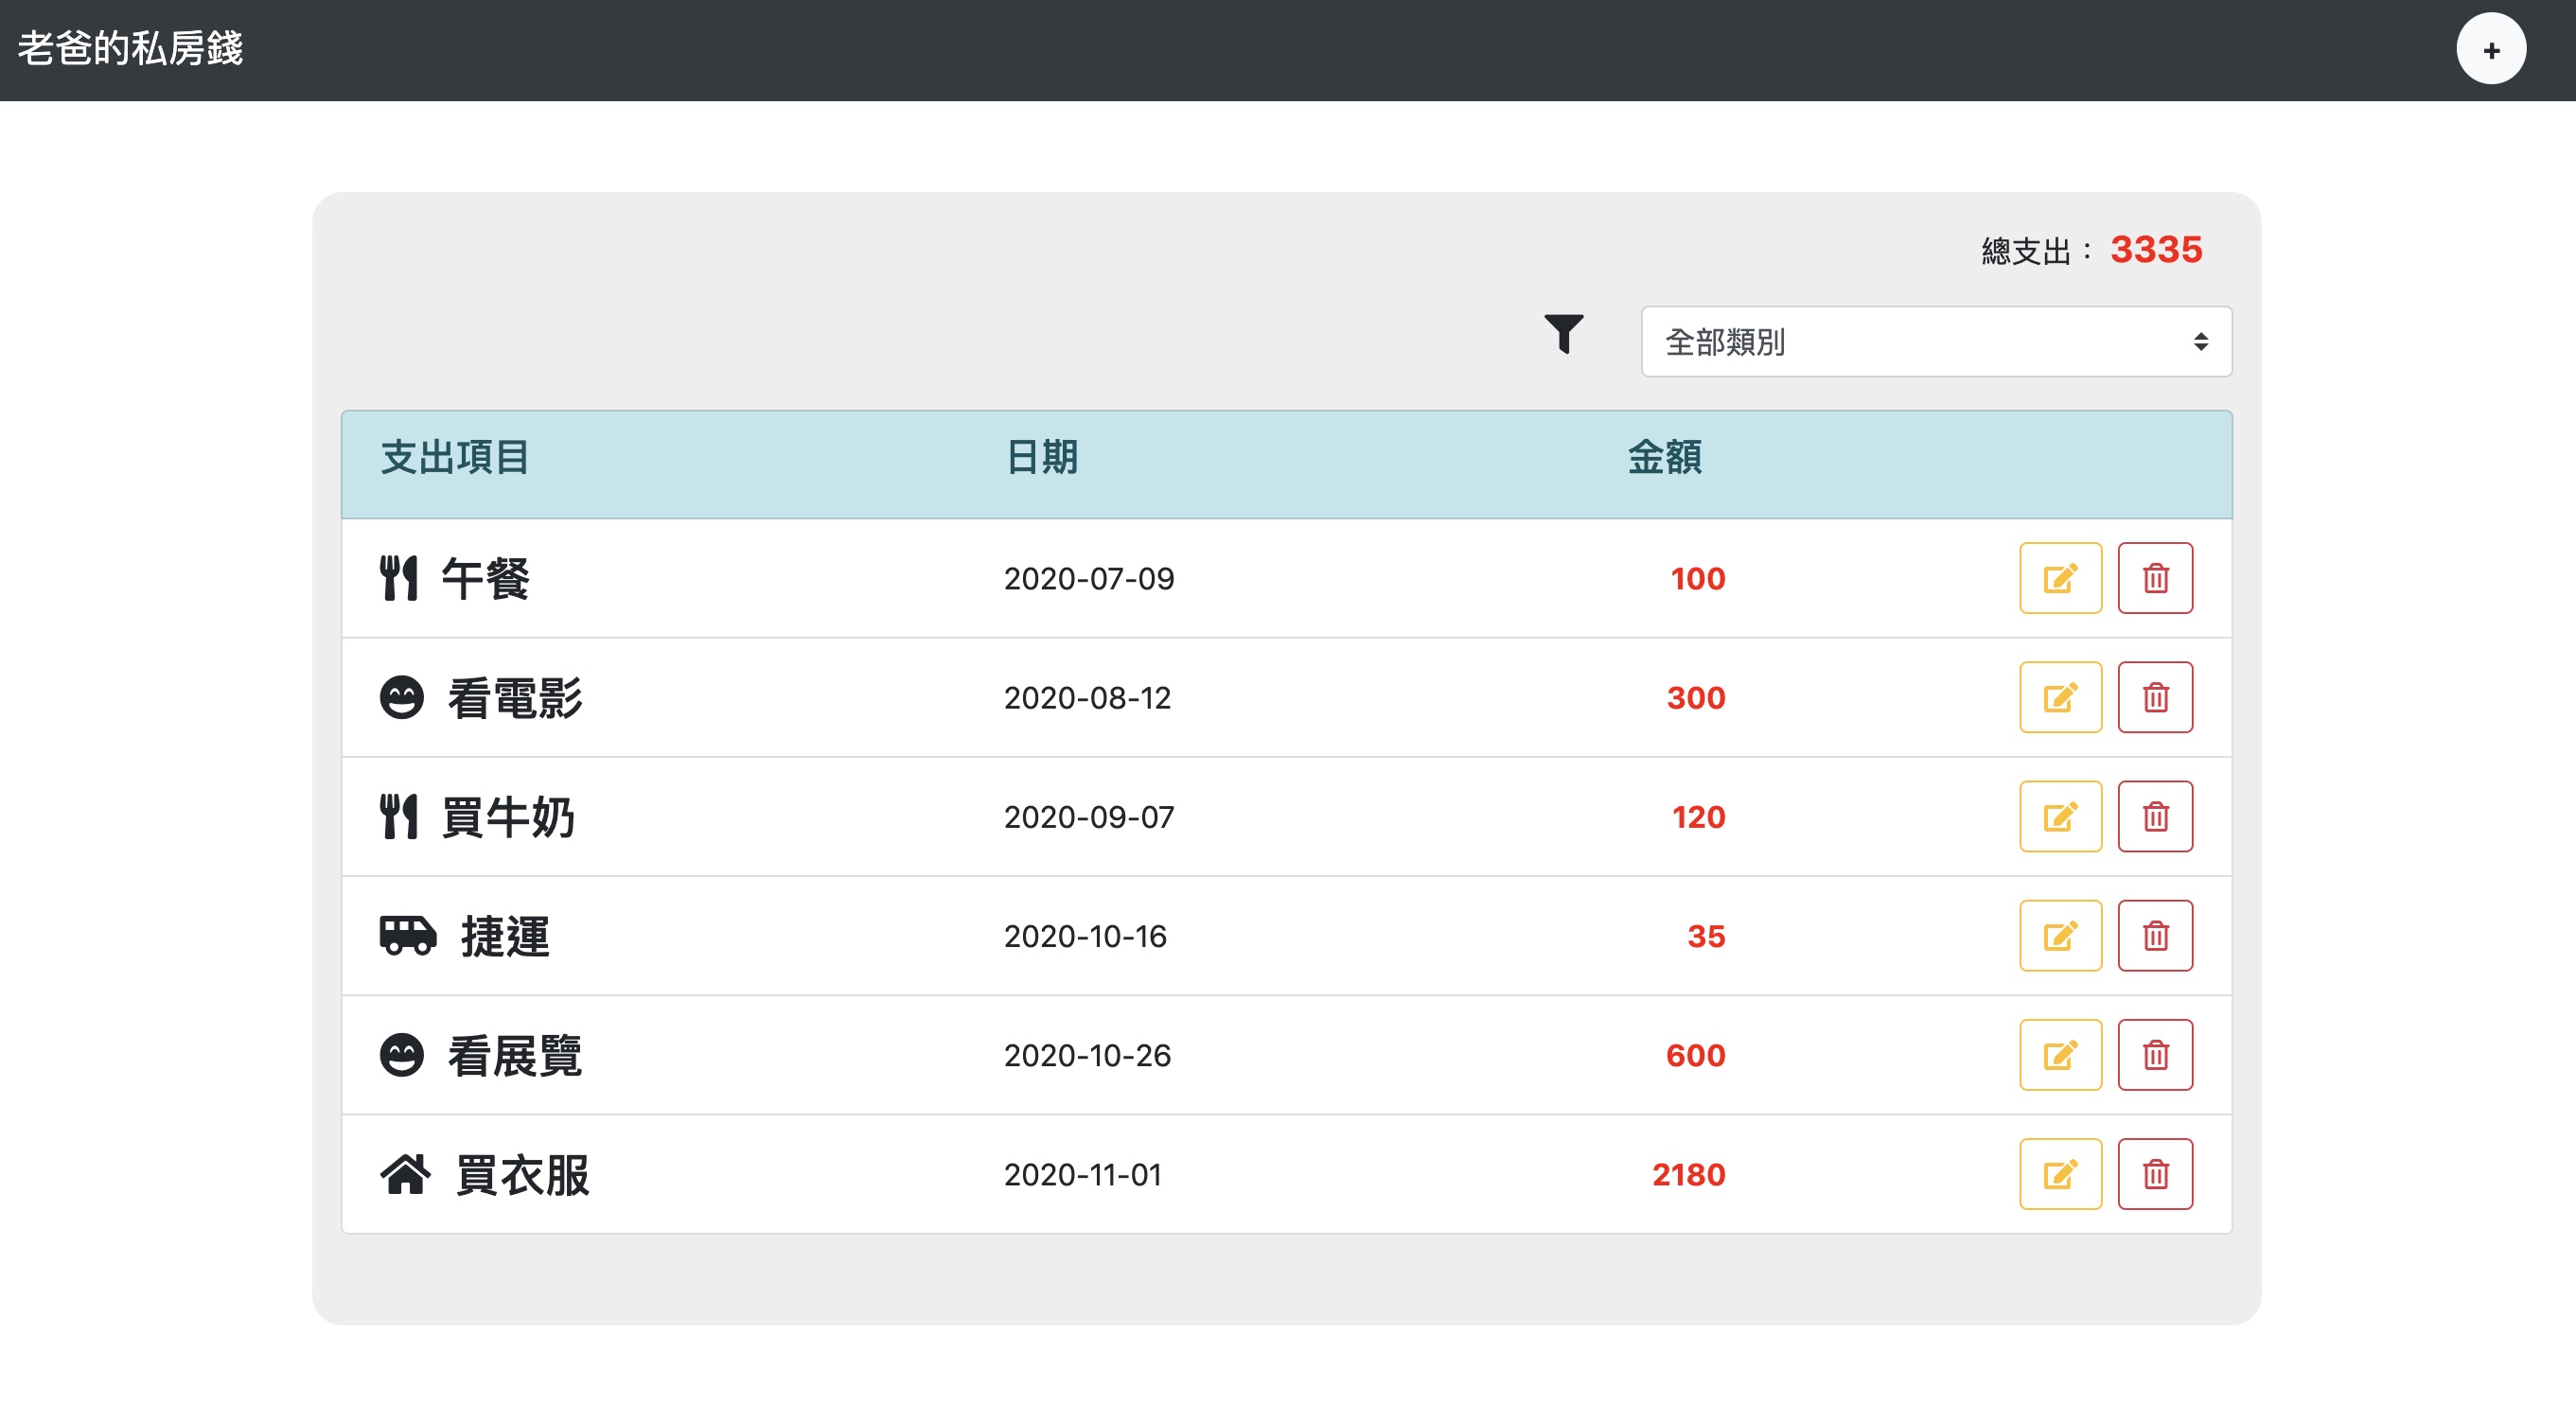 老爸的私房錢
+
總支出： 3335
全部類別
支出項目 日期 金額
午餐 2020-07-09 100
看電影 2020-08-12 300
買牛奶 2020-09-07 120
捷運 2020-10-16 35
看展覽 2020-10-26 600
買衣服 2020-11-01 2180